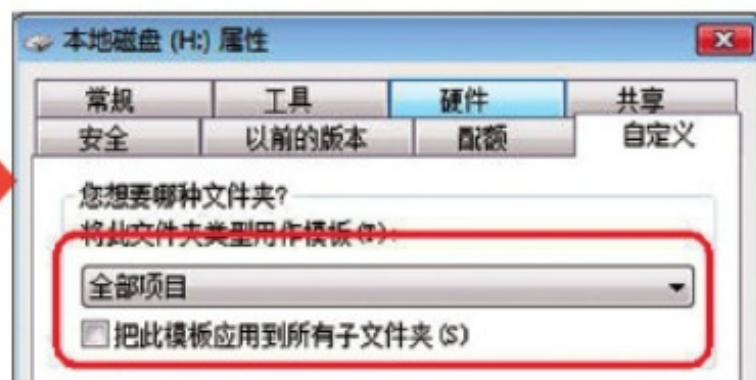 本地磁盘 (H:) 属性
常规 工具 硬件 共享
安全 以前的版本 配额 自定义
您想要哪种文件夹?
将此文件夹类型用作模板(T):
全部项目
把此模板应用到所有子文件夹(S)